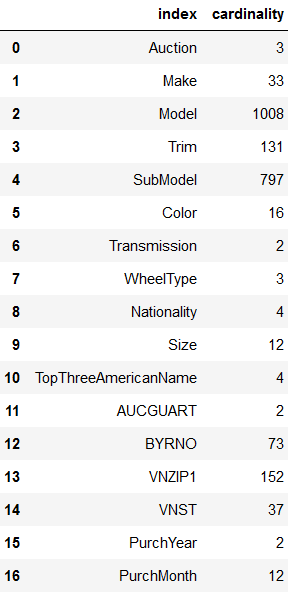 index cardinality
0 Auction 3
1 Make 33
2 Model 1008
3 Trim 131
4 SubModel 797
5 Color 16
6 Transmission 2
7 WheelType 3
8 Nationality 4
9 Size 12
10 TopThreeAmericanName 4
11 AUCGUART 2
12 BYRNO 73
13 VNZIP1 152
14 VNST 37
15 PurchYear 2
16 PurchMonth 12